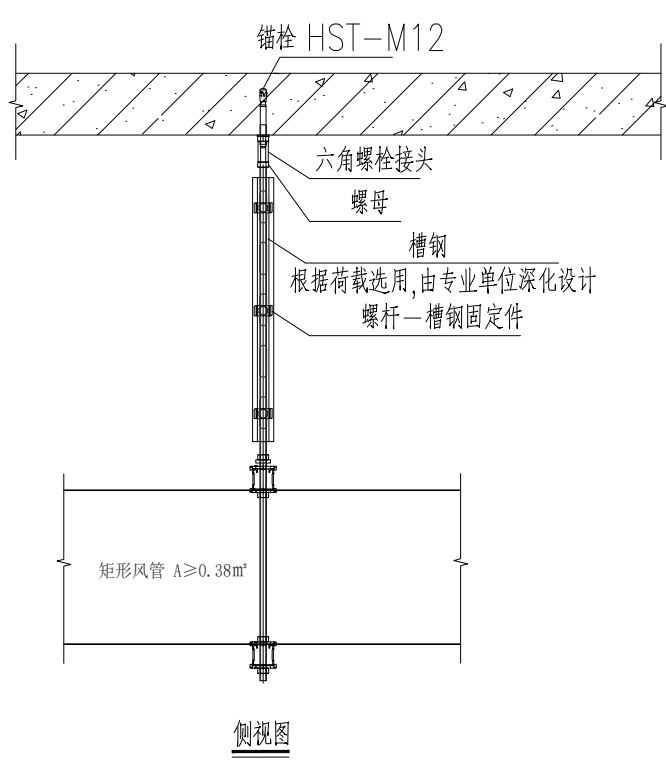 锚栓 HST-M12
六角螺栓接头
螺母
槽钢
根据荷载选用,由专业单位深化设计
螺杆—槽钢固定件
矩形风管 A≥0.38㎡
侧视图